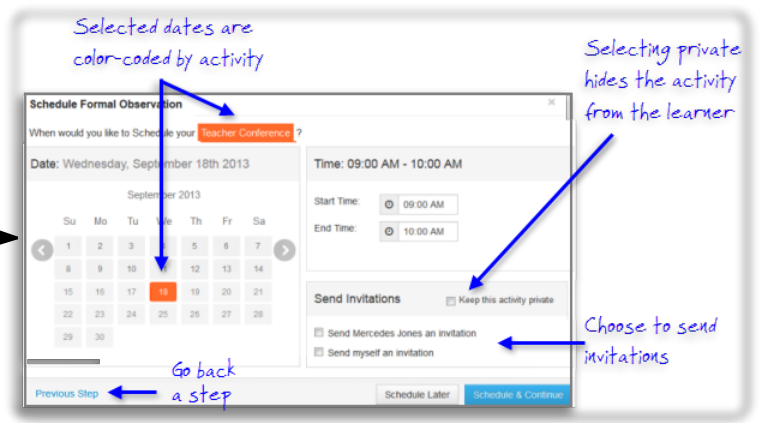 Selected dates are
color-coded by activity
Selecting private
hides the activity
from the learner
Schedule Formal Observation ×
When would you like to Schedule your Teacher Conference ?
Date: Wednesday, September 18th 2013
Time: 09:00 AM - 10:00 AM
September 2013
Su Mo Tu We Th Fr Sa
1 2 3 4 5 6 7
8 9 10 11 12 13 14
15 16 17 18 19 20 21
22 23 24 25 26 27 28
29 30
Start Time: 09:00 AM
End Time: 10:00 AM
Send Invitations Keep this activity private
Send Mercedes Jones an invitation
Send myself an invitation
Choose to send
invitations
Go back
a step
Previous Step
Schedule Later Schedule & Continue